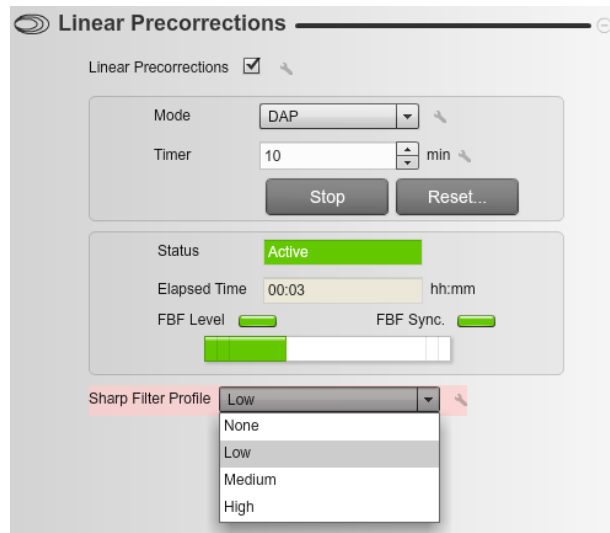 Linear Precorrections
Linear Precorrections
Mode DAP
Timer 10 min
Stop Reset...
Status Active
Elapsed Time 00:03 hh:mm
FBF Level FBF Sync.
Sharp Filter Profile Low
None
Low
Medium
High